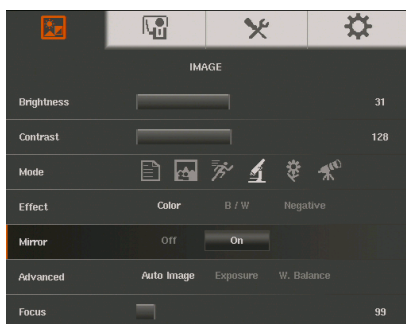 IMAGE
Brightness 31
Contrast 128
Mode
Effect Color B / W Negative
Mirror Off On
Advanced Auto Image Exposure W. Balance
Focus 99